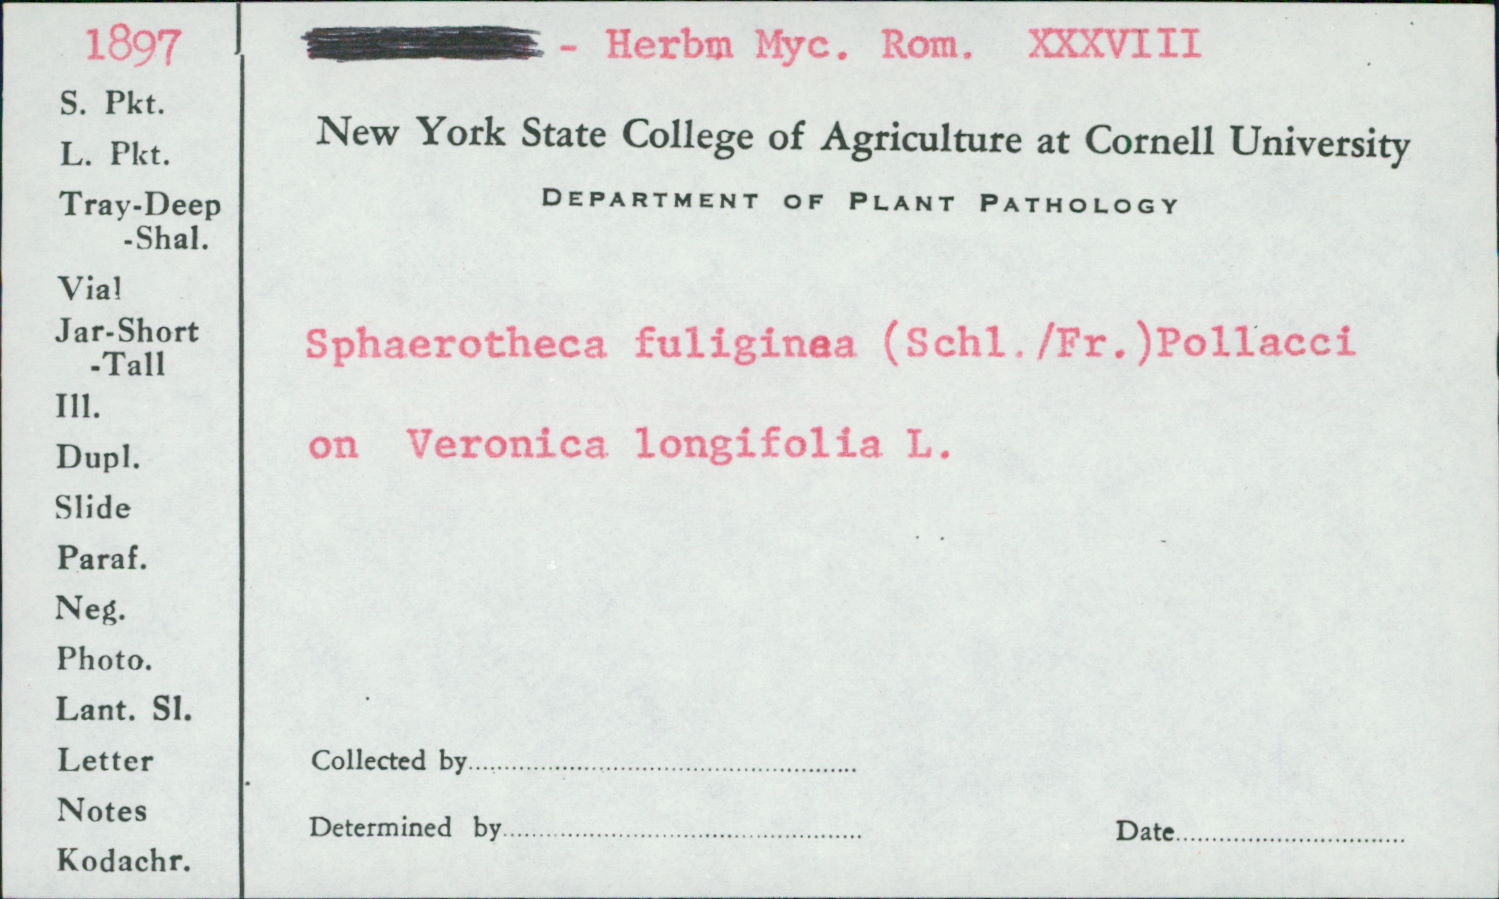 1897
- Herbm Myc. Rom. XXXVIII
New York State College of Agriculture at Cornell University
DEPARTMENT OF PLANT PATHOLOGY
S. Pkt.
L. Pkt.
Tray-Deep
-Shal.
Vial
Jar-Short
-Tall
Ill.
Dupl.
Slide
Paraf.
Neg.
Photo.
Lant. Sl.
Letter
Notes
Kodachr.
Sphaerotheca fuliginea (Schl./Fr.)Pollacci
on Veronica longifolia L.
Collected by
Determined by
Date